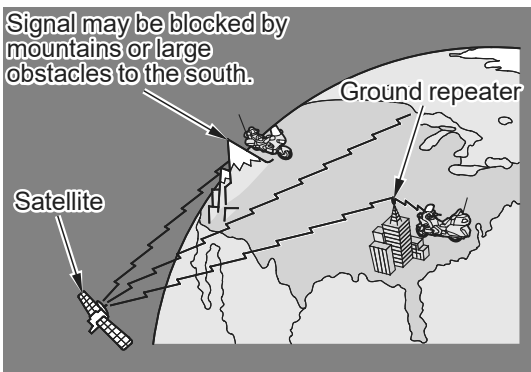 Signal may be blocked by
mountains or large
obstacles to the south.
Ground repeater
Satellite